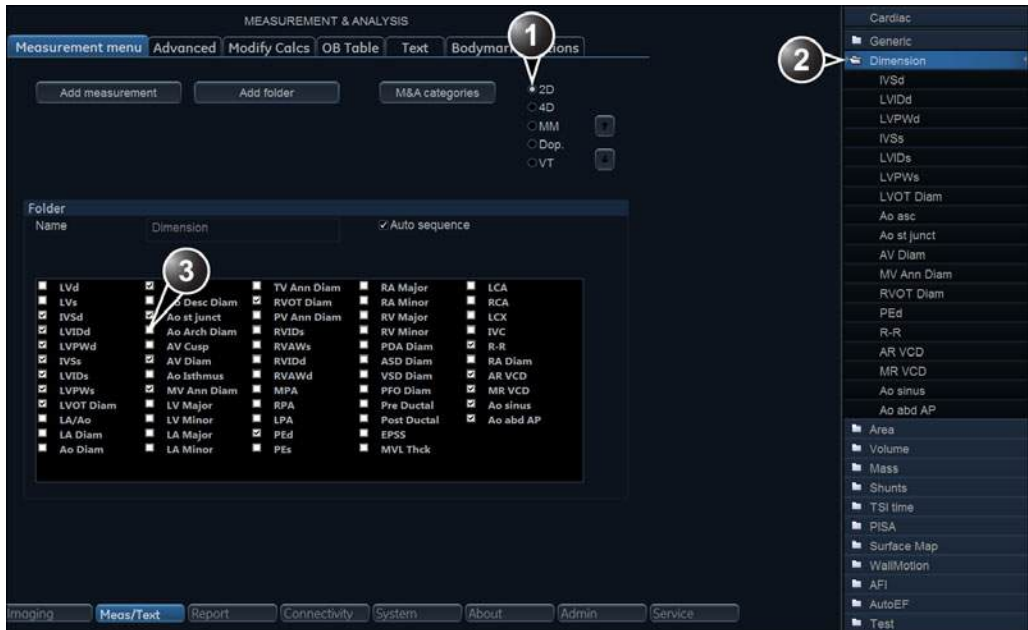 MEASUREMENT & ANALYSIS
Measurement menu Advanced Modify Calcs OB Table Text
1
Add measurement Add folder M&A categories
2D
4D
MM
Dop.
VT
Folder
Name Dimension Auto sequence
3
LVd TV Ann Diam RA Major LCA
LVs Desc Diam RVOT Diam RA Minor RCA
IVSd Ao st junct PV Ann Diam RV Major LCX
LVIDd Ao Arch Diam RVIDs RV Minor IVC
LVPWd AV Cusp RVAWs PDA Diam R-R
IVSs AV Diam RVIDd ASD Diam RA Diam
LVIDs Ao Isthmus RVAWd VSD Diam AR VCD
LVPWs MV Ann Diam MPA PFO Diam MR VCD
LVOT Diam LV Major RPA Pre Ductal Ao sinus
LA/Ao LV Minor LPA Post Ductal Ao abd AP
LA Diam LA Major PEd EPSS
Ao Diam LA Minor PEs MVL Thck
Meas/Text Report Connectivity System About Admin Service
Cardiac
Generic
2
Dimension
IVSd
LVIDd
LVPWd
IVSs
LVIDs
LVPWs
LVOT Diam
Ao asc
Ao st junct
AV Diam
MV Ann Diam
RVOT Diam
PEd
R-R
AR VCD
MR VCD
Ao sinus
Ao abd AP
Area
Volume
Mass
Shunts
TSI time
PISA
Surface Map
WallMotion
AFI
AutoEF
Test